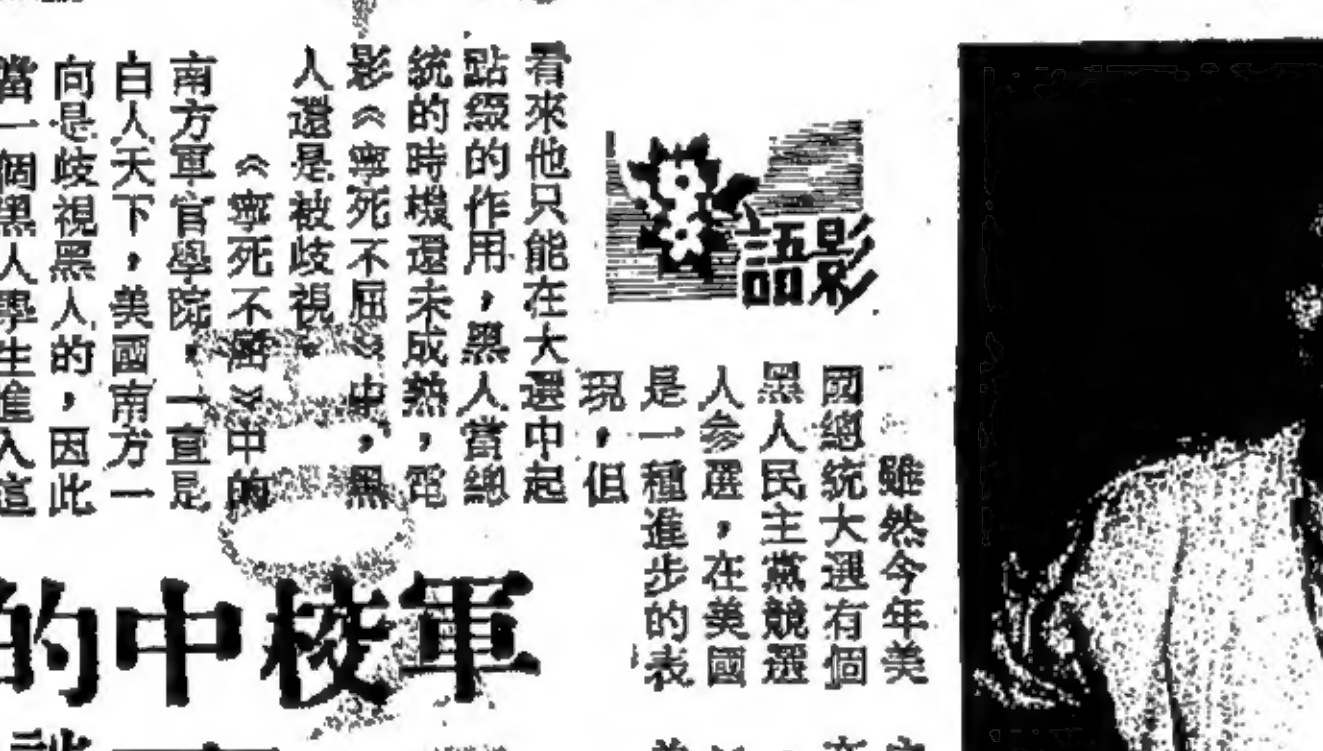 影語
雖然今年美
國總統大選有個
黑人民主黨競選
人參選，在美國
是一種進步的表
現，但
看來他只能在大選中起
點綴的作用，黑人當總
統的時機還未成熟，電
影《寧死不屈》中，黑
人還是被歧視。
《寧死不屈》中的
南方軍官學院，一直是
白人天下，美國南方一
向是歧視黑人的，因此
當一個黑人學生進入這
軍校中的